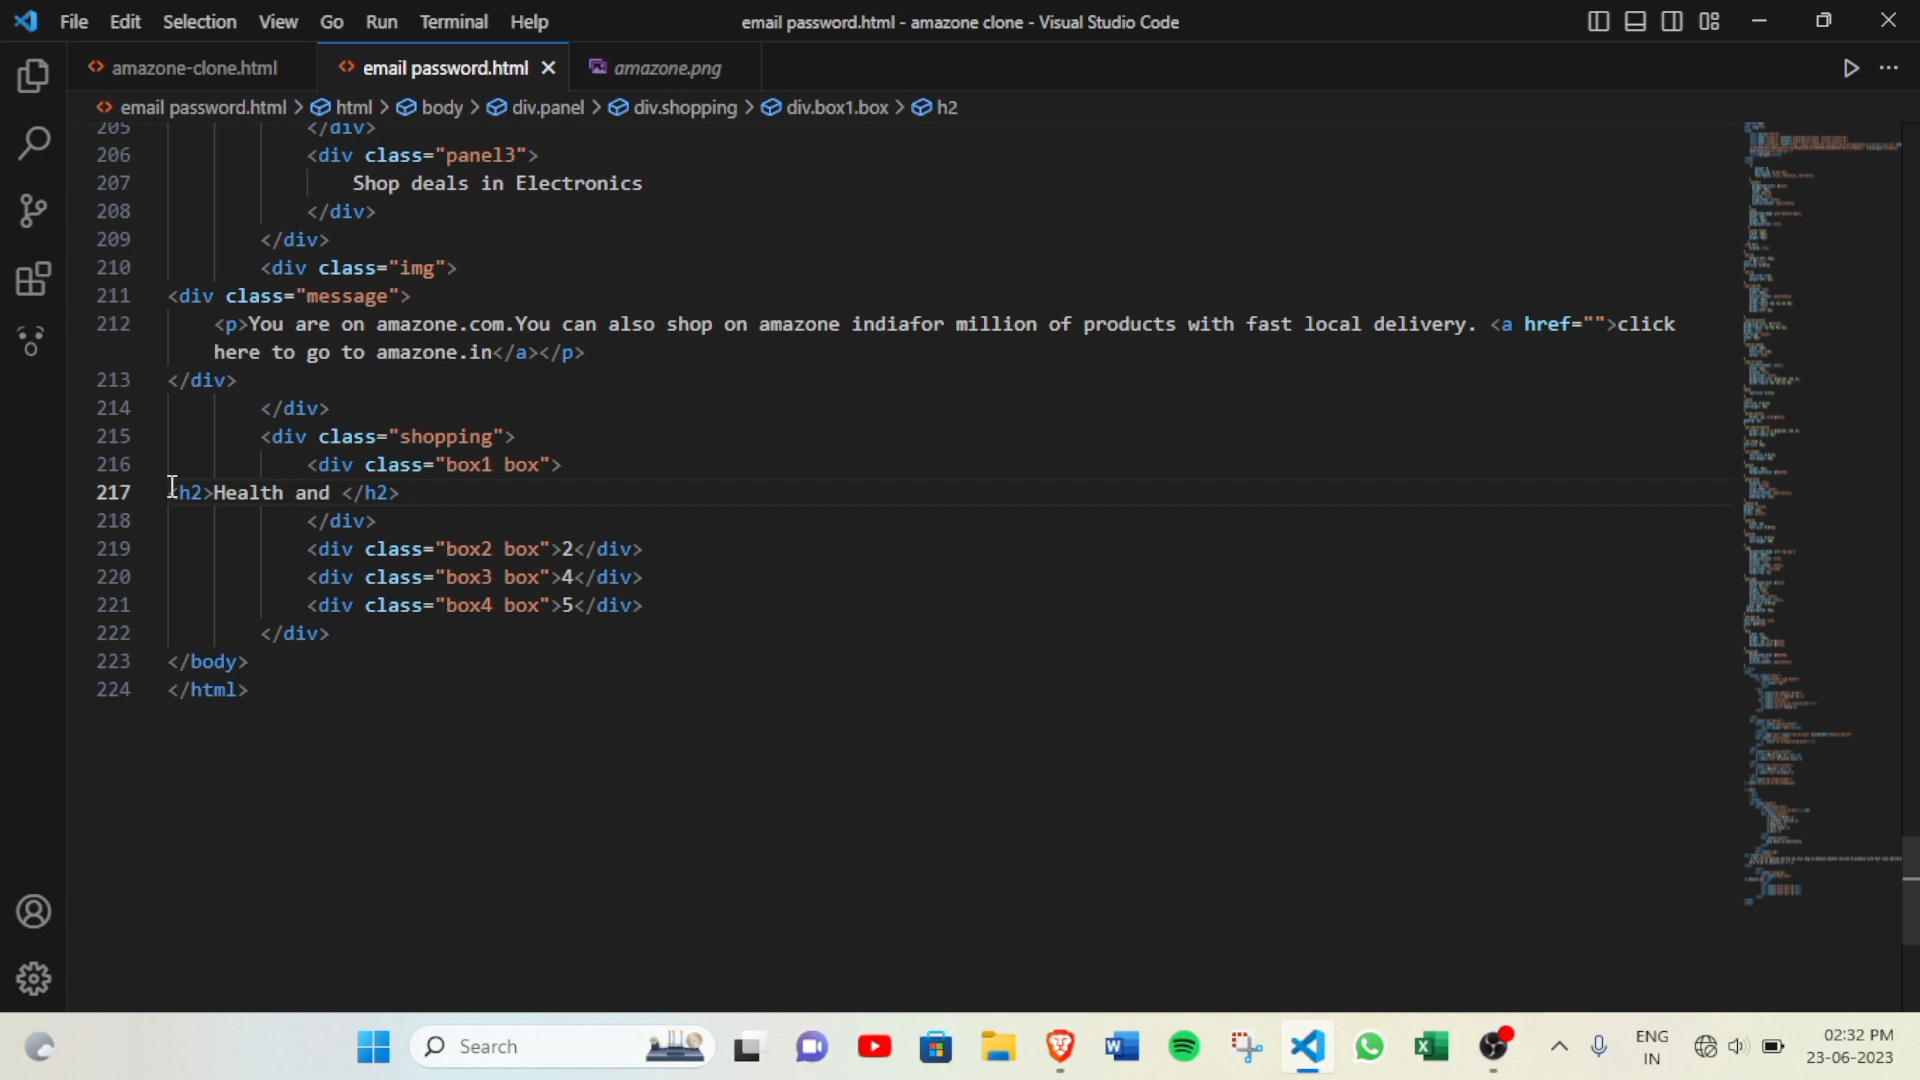 File Edit Selection View Go Run Terminal Help email password.html - amazone clone - Visual Studio Code
amazone-clone.html email password.html amazone.png
email password.html > html > body > div.panel > div.shopping > div.box1.box > h2
205 </div>
206 <div class="panel3">
207 Shop deals in Electronics
208 </div>
209 </div>
210 <div class="img">
211 <div class="message">
212 <p>You are on amazone.com.You can also shop on amazone indiafor million of products with fast local delivery. <a href="">click
here to go to amazone.in</a></p>
213 </div>
214 </div>
215 <div class="shopping">
216 <div class="box1 box">
217 <h2>Health and </h2>
218 </div>
219 <div class="box2 box">2</div>
220 <div class="box3 box">4</div>
221 <div class="box4 box">5</div>
222 </div>
223 </body>
224 </html>
Search
ENG
IN
02:32 PM
23-06-2023